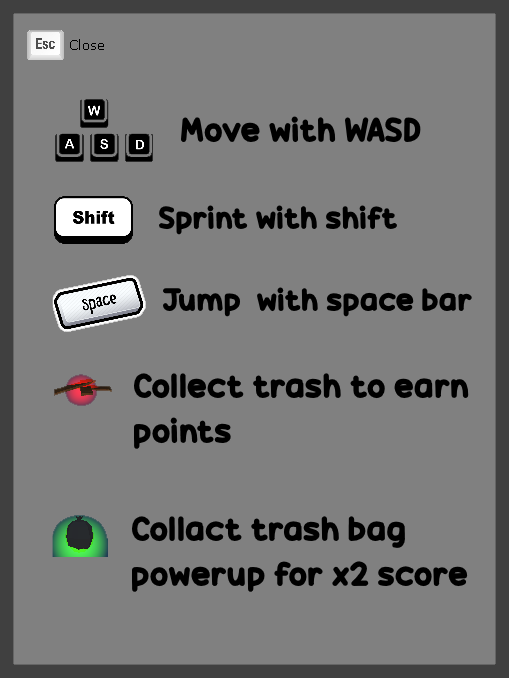 Esc Close
W
A S D
Move with WASD
Shift
Sprint with shift
Space
Jump with space bar
Collect trash to earn
points
Collact trash bag
powerup for x2 score